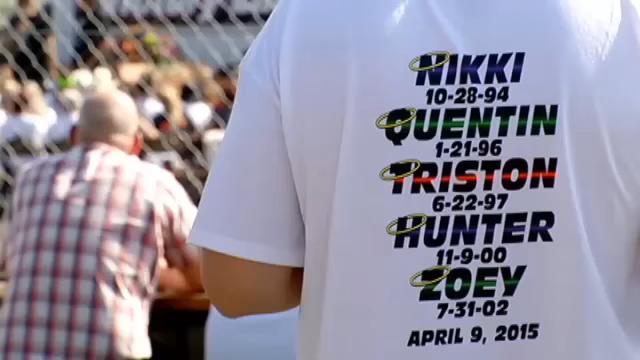 NIKKI
10-28-94
QUENTIN
1-21-96
TRISTON
6-22-97
HUNTER
11-9-00
ZOEY
7-31-02
APRIL 9, 2015